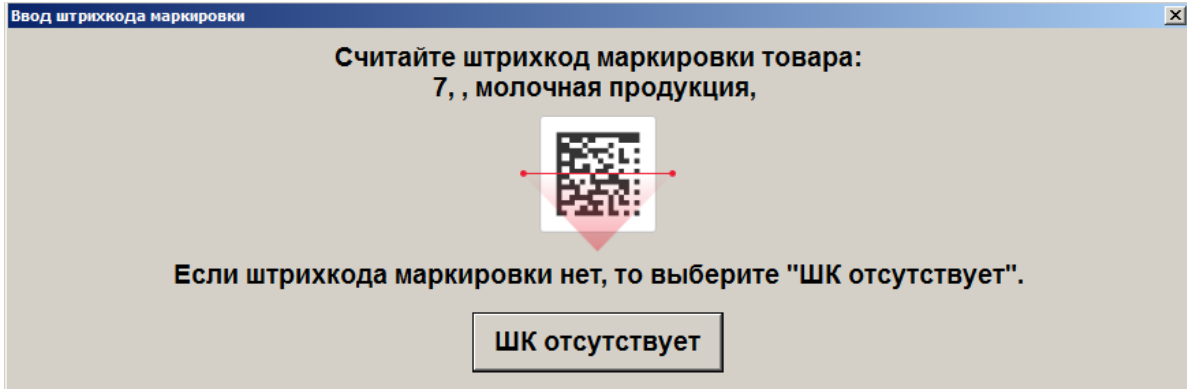 Ввод штрихкода маркировки
Считайте штрихкод маркировки товара:
7, , молочная продукция,
Если штрихкода маркировки нет, то выберите "ШК отсутствует".
ШК отсутствует